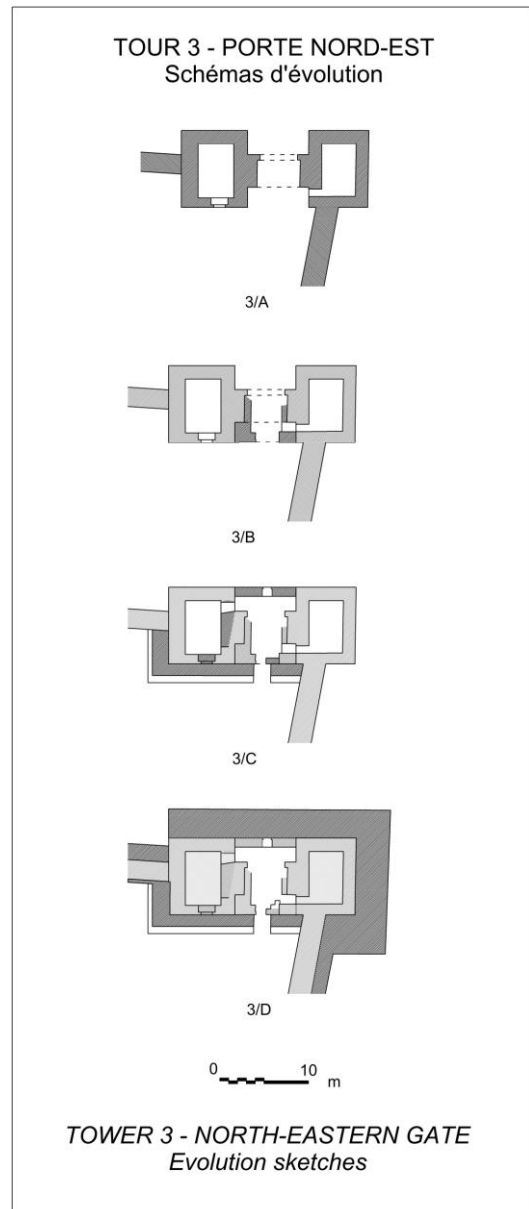 TOUR 3 - PORTE NORD-EST
Schémas d'évolution
3/A
3/B
3/C
3/D
0 10 m
TOWER 3 - NORTH-EASTERN GATE
Evolution sketches